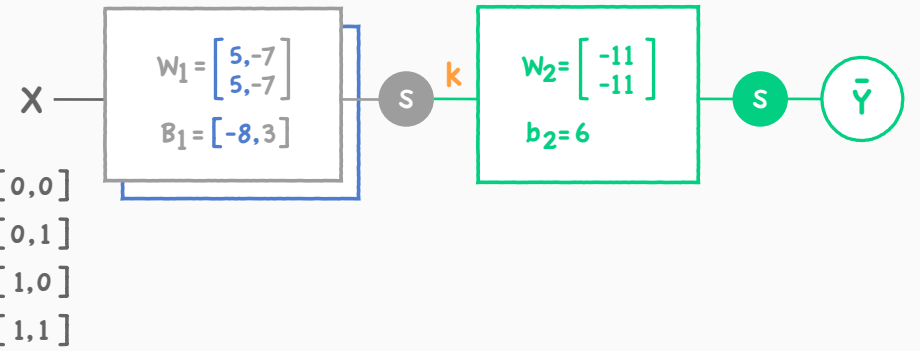 X
W1 = [ 5, -7
5, -7 ]
B1 = [ -8, 3 ]
S
k
W2 = [ -11
-11 ]
b2 = 6
S
Ȳ
[ 0,0 ]
[ 0,1 ]
[ 1,0 ]
[ 1,1 ]